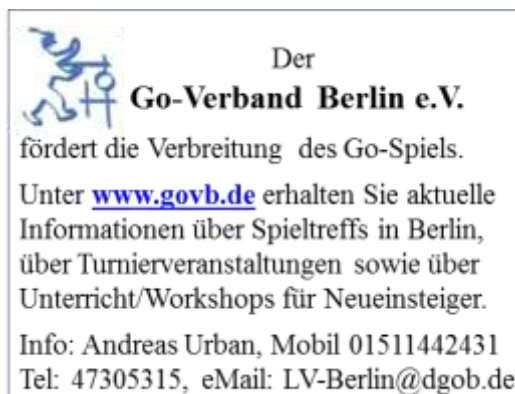 Der
Go-Verband Berlin e.V.
fördert die Verbreitung des Go-Spiels.
Unter www.govb.de erhalten Sie aktuelle
Informationen über Spieltreffs in Berlin,
über Turnierveranstaltungen sowie über
Unterricht/Workshops für Neueinsteiger.
Info: Andreas Urban, Mobil 01511442431
Tel: 47305315, eMail: LV-Berlin@dgob.de